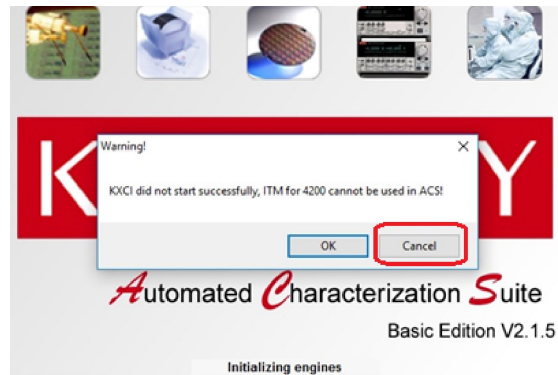 K Y
Warning!
KXCI did not start successfully, ITM for 4200 cannot be used in ACS!
OK Cancel
Automated Characterization Suite
Basic Edition V2.1.5
Initializing engines